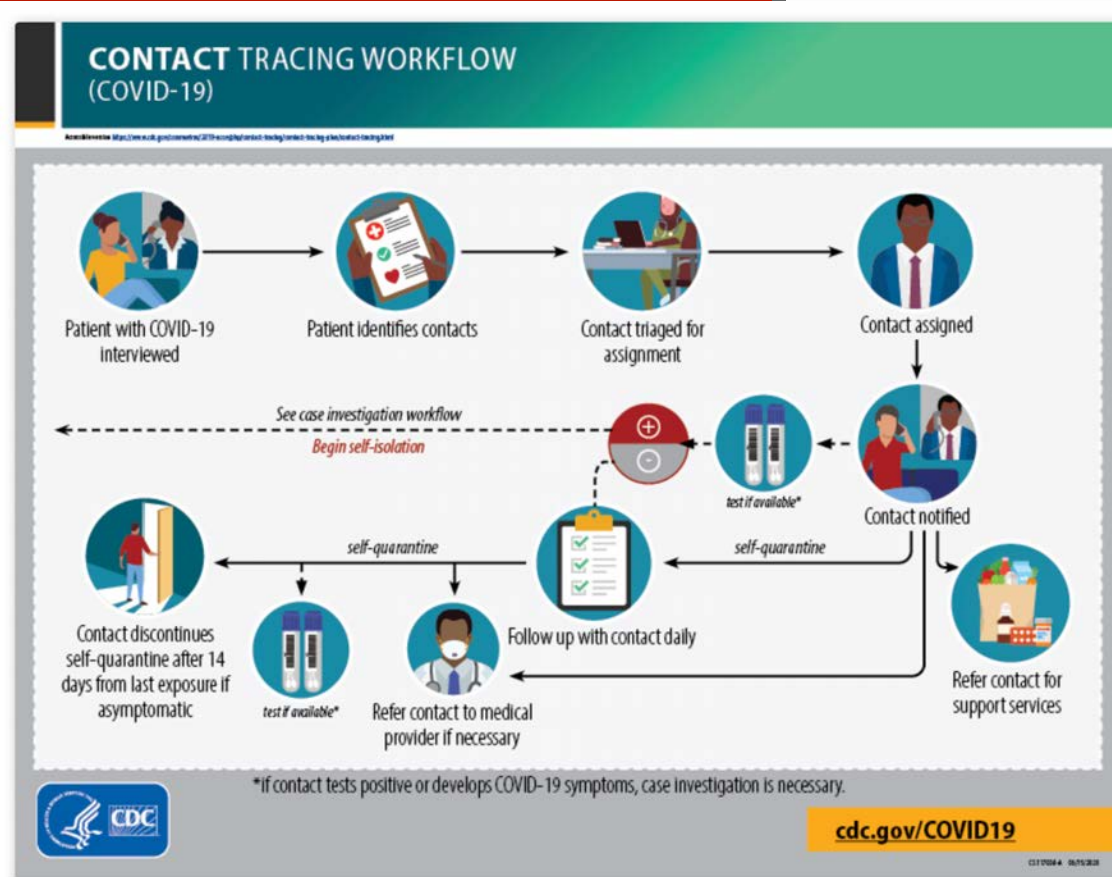 CONTACT TRACING WORKFLOW
(COVID-19)
Patient with COVID-19
interviewed
Patient identifies contacts
Contact triaged for
assignment
Contact assigned
See case investigation workflow
Begin self-isolation
+
-
test if available*
Contact notified
self-quarantine
self-quarantine
Contact discontinues
self-quarantine after 14
days from last exposure if
asymptomatic
test if available*
Refer contact to medical
provider if necessary
Follow up with contact daily
Refer contact for
support services
*if contact tests positive or develops COVID-19 symptoms, case investigation is necessary.
CDC
cdc.gov/COVID19